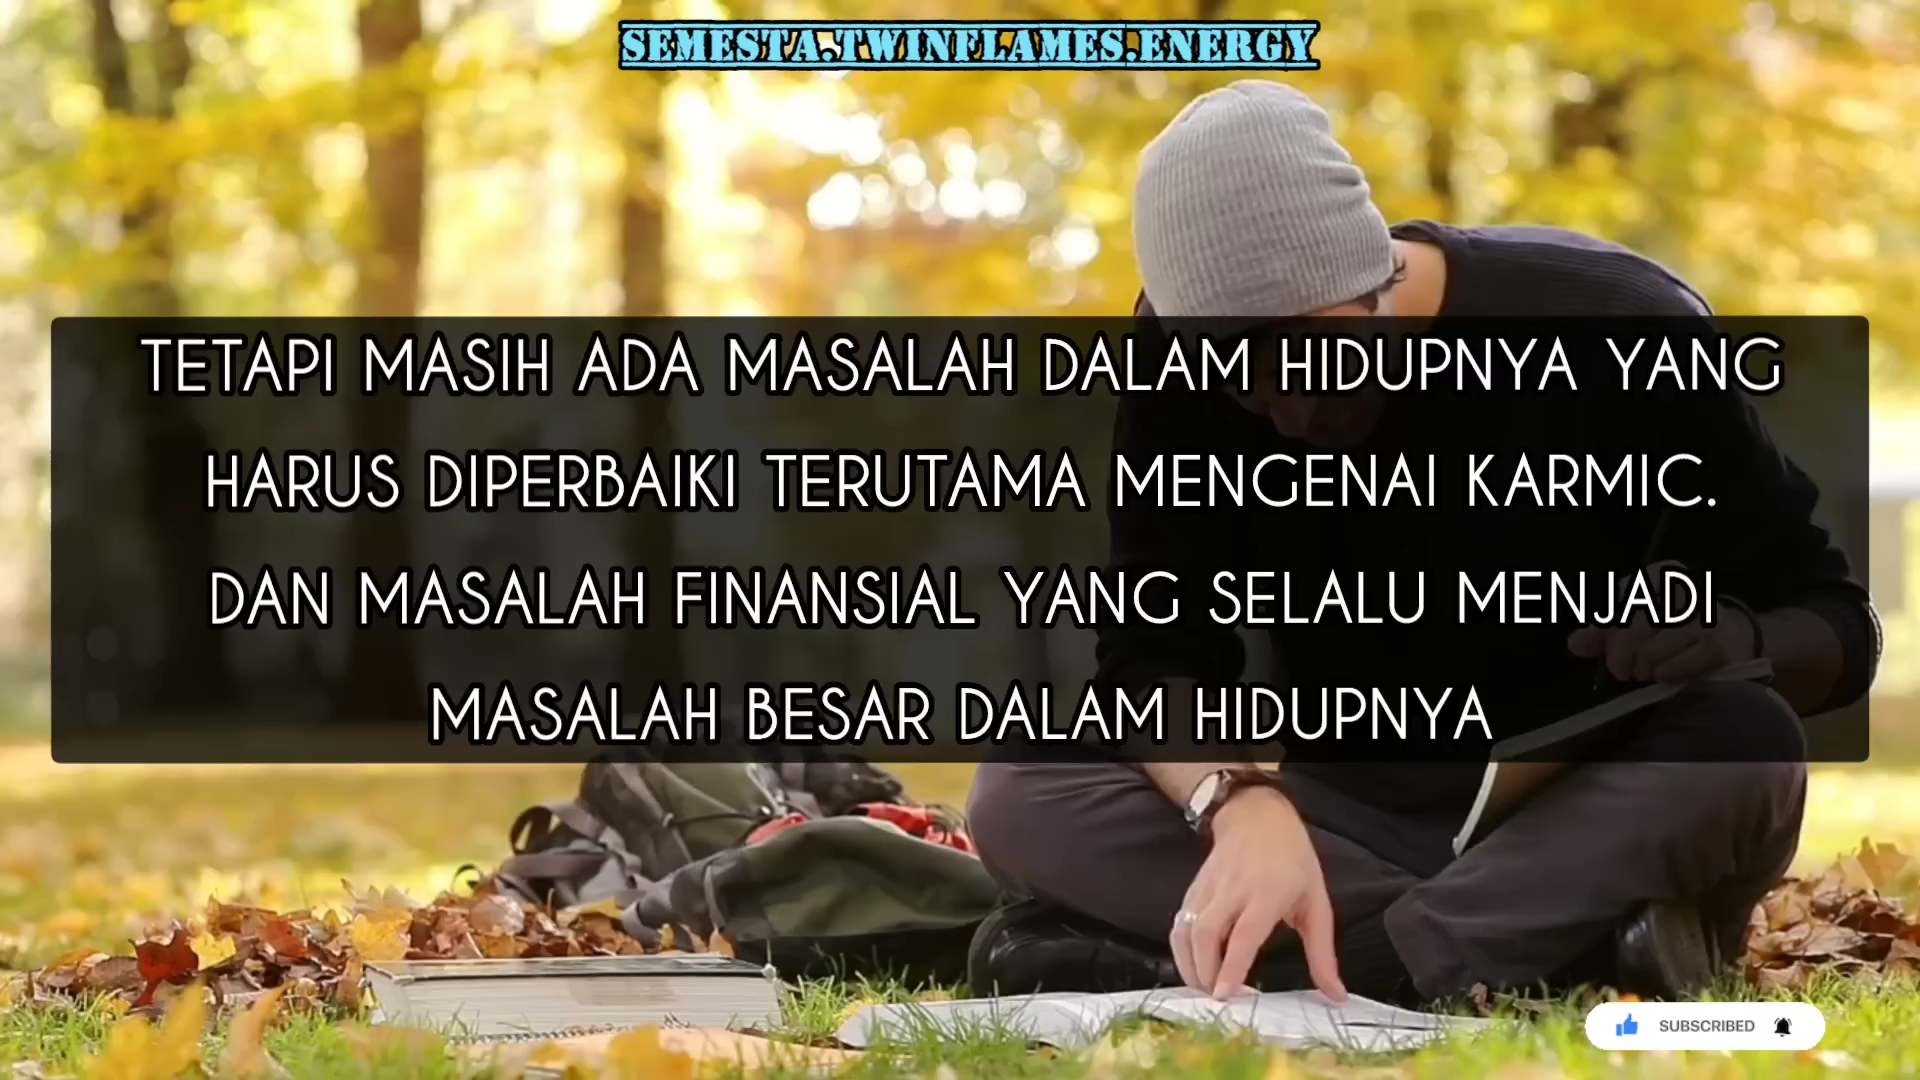 SEMESTA.TWINFLAMES.ENERGY
TETAPI MASIH ADA MASALAH DALAM HIDUPNYA YANG
HARUS DIPERBAIKI TERUTAMA MENGENAI KARMIC.
DAN MASALAH FINANSIAL YANG SELALU MENJADI
MASALAH BESAR DALAM HIDUPNYA
SUBSCRIBED